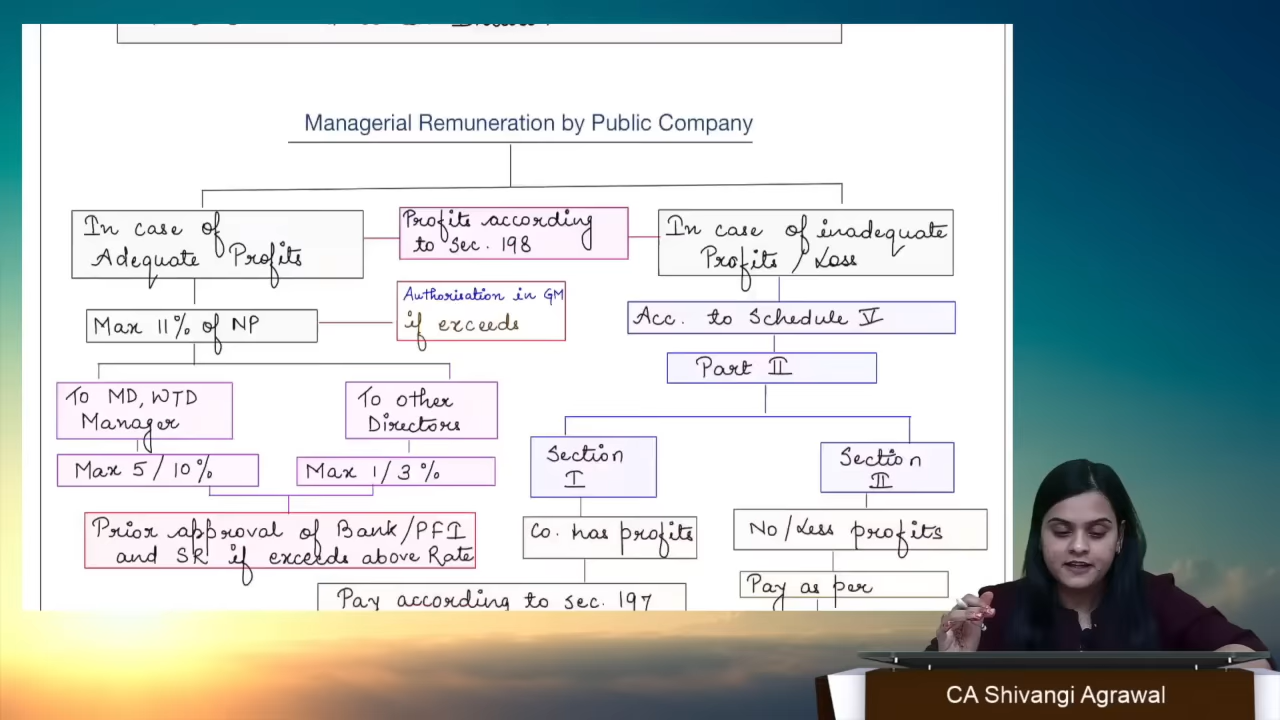 Managerial Remuneration by Public Company
In case of
Adequate Profits
Profits according
to Sec. 198
In case of inadequate
Profits / Loss
Max 11% of NP
Authorisation in GM
if exceeds
Acc. to Schedule V
Part II
To MD, WTD
Manager
To other
Directors
Max 5/10%
Max 1/3%
Section
I
Section
II
Prior approval of Bank/PFI
and SR if exceeds above Rate
Co. has profits
No/Less profits
Pay according to Sec. 197
Pay as per
CA Shivangi Agrawal